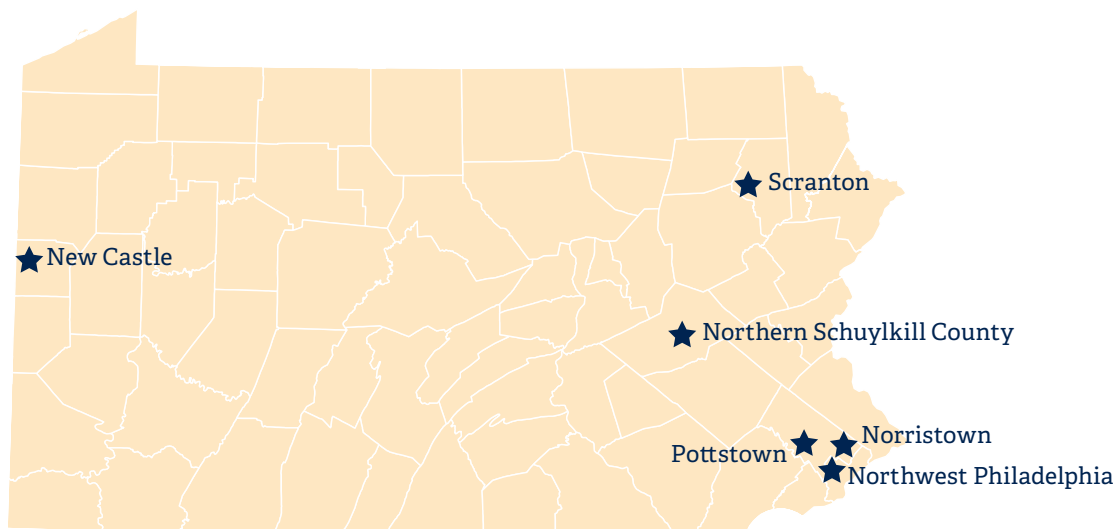 Scranton
New Castle
Northern Schuylkill County
Norristown
Pottstown
Northwest Philadelphia